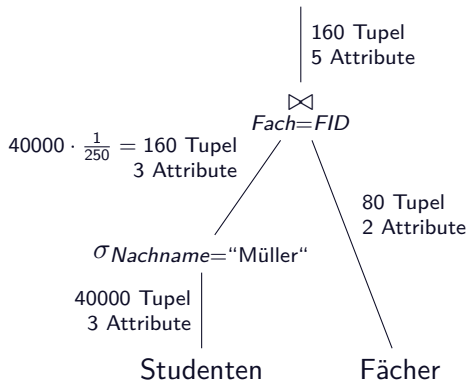 160 Tupel
5 Attribute
⋈
Fach=FID
40000 · 1/250 = 160 Tupel
3 Attribute
80 Tupel
2 Attribute
σNachname=“Müller“
40000 Tupel
3 Attribute
Studenten
Fächer